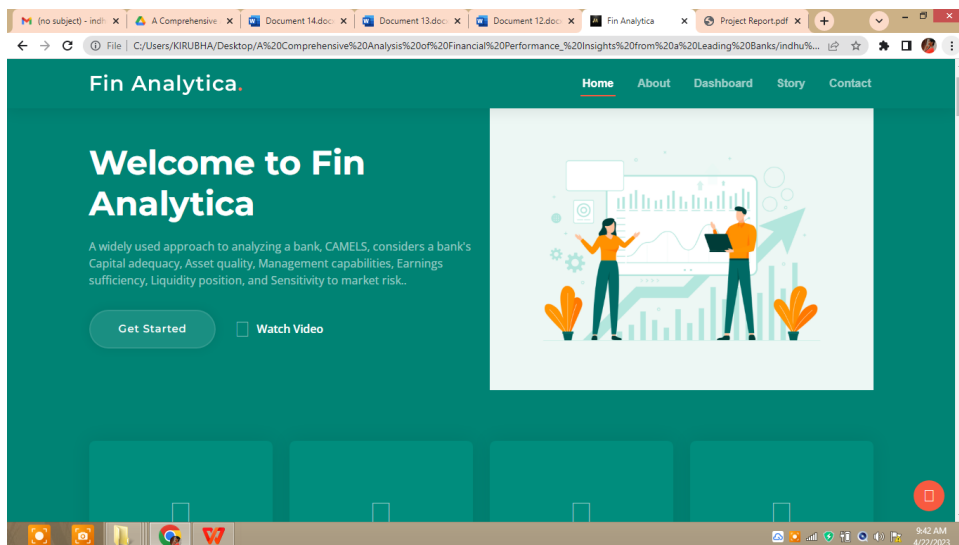 (no subject) - indh
A Comprehensive
Document 14.doc
Document 13.doc
Document 12.doc
Fin Analytica
Project Report.pdf
File | C:/Users/KIRUBHA/Desktop/A%20Comprehensive%20Analysis%20of%20Financial%20Performance_%20Insights%20from%20a%20Leading%20Banks/indhu%...
Fin Analytica.
Home
About
Dashboard
Story
Contact
Welcome to Fin
Analytica
A widely used approach to analyzing a bank, CAMELS, considers a bank's
Capital adequacy, Asset quality, Management capabilities, Earnings
sufficiency, Liquidity position, and Sensitivity to market risk..
Get Started
Watch Video
9:42 AM
4/22/2023